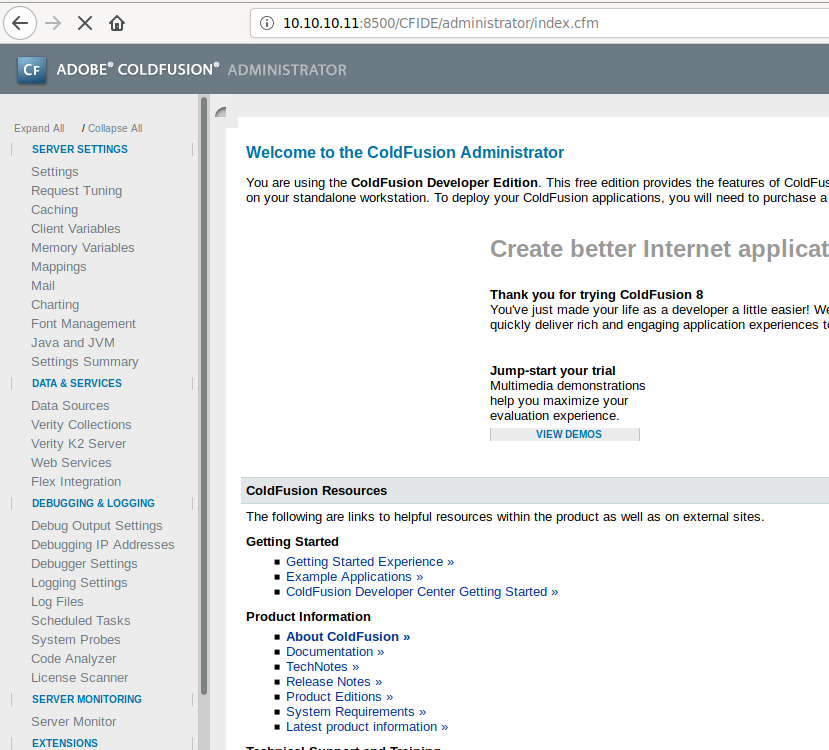 10.10.10.11:8500/CFIDE/administrator/index.cfm
CF ADOBE® COLDFUSION® ADMINISTRATOR
Expand All / Collapse All
SERVER SETTINGS
Settings
Request Tuning
Caching
Client Variables
Memory Variables
Mappings
Mail
Charting
Font Management
Java and JVM
Settings Summary
DATA & SERVICES
Data Sources
Verity Collections
Verity K2 Server
Web Services
Flex Integration
DEBUGGING & LOGGING
Debug Output Settings
Debugging IP Addresses
Debugger Settings
Logging Settings
Log Files
Scheduled Tasks
System Probes
Code Analyzer
License Scanner
SERVER MONITORING
Server Monitor
EXTENSIONS
Welcome to the ColdFusion Administrator
You are using the ColdFusion Developer Edition. This free edition provides the features of ColdFus
on your standalone workstation. To deploy your ColdFusion applications, you will need to purchase a
Create better Internet applicat
Thank you for trying ColdFusion 8
You've just made your life as a developer a little easier! We
quickly deliver rich and engaging application experiences to
Jump-start your trial
Multimedia demonstrations
help you maximize your
evaluation experience.
VIEW DEMOS
ColdFusion Resources
The following are links to helpful resources within the product as well as on external sites.
Getting Started
Getting Started Experience »
Example Applications »
ColdFusion Developer Center Getting Started »
Product Information
About ColdFusion »
Documentation »
TechNotes »
Release Notes »
Product Editions »
System Requirements »
Latest product information »
Technical Support and Training